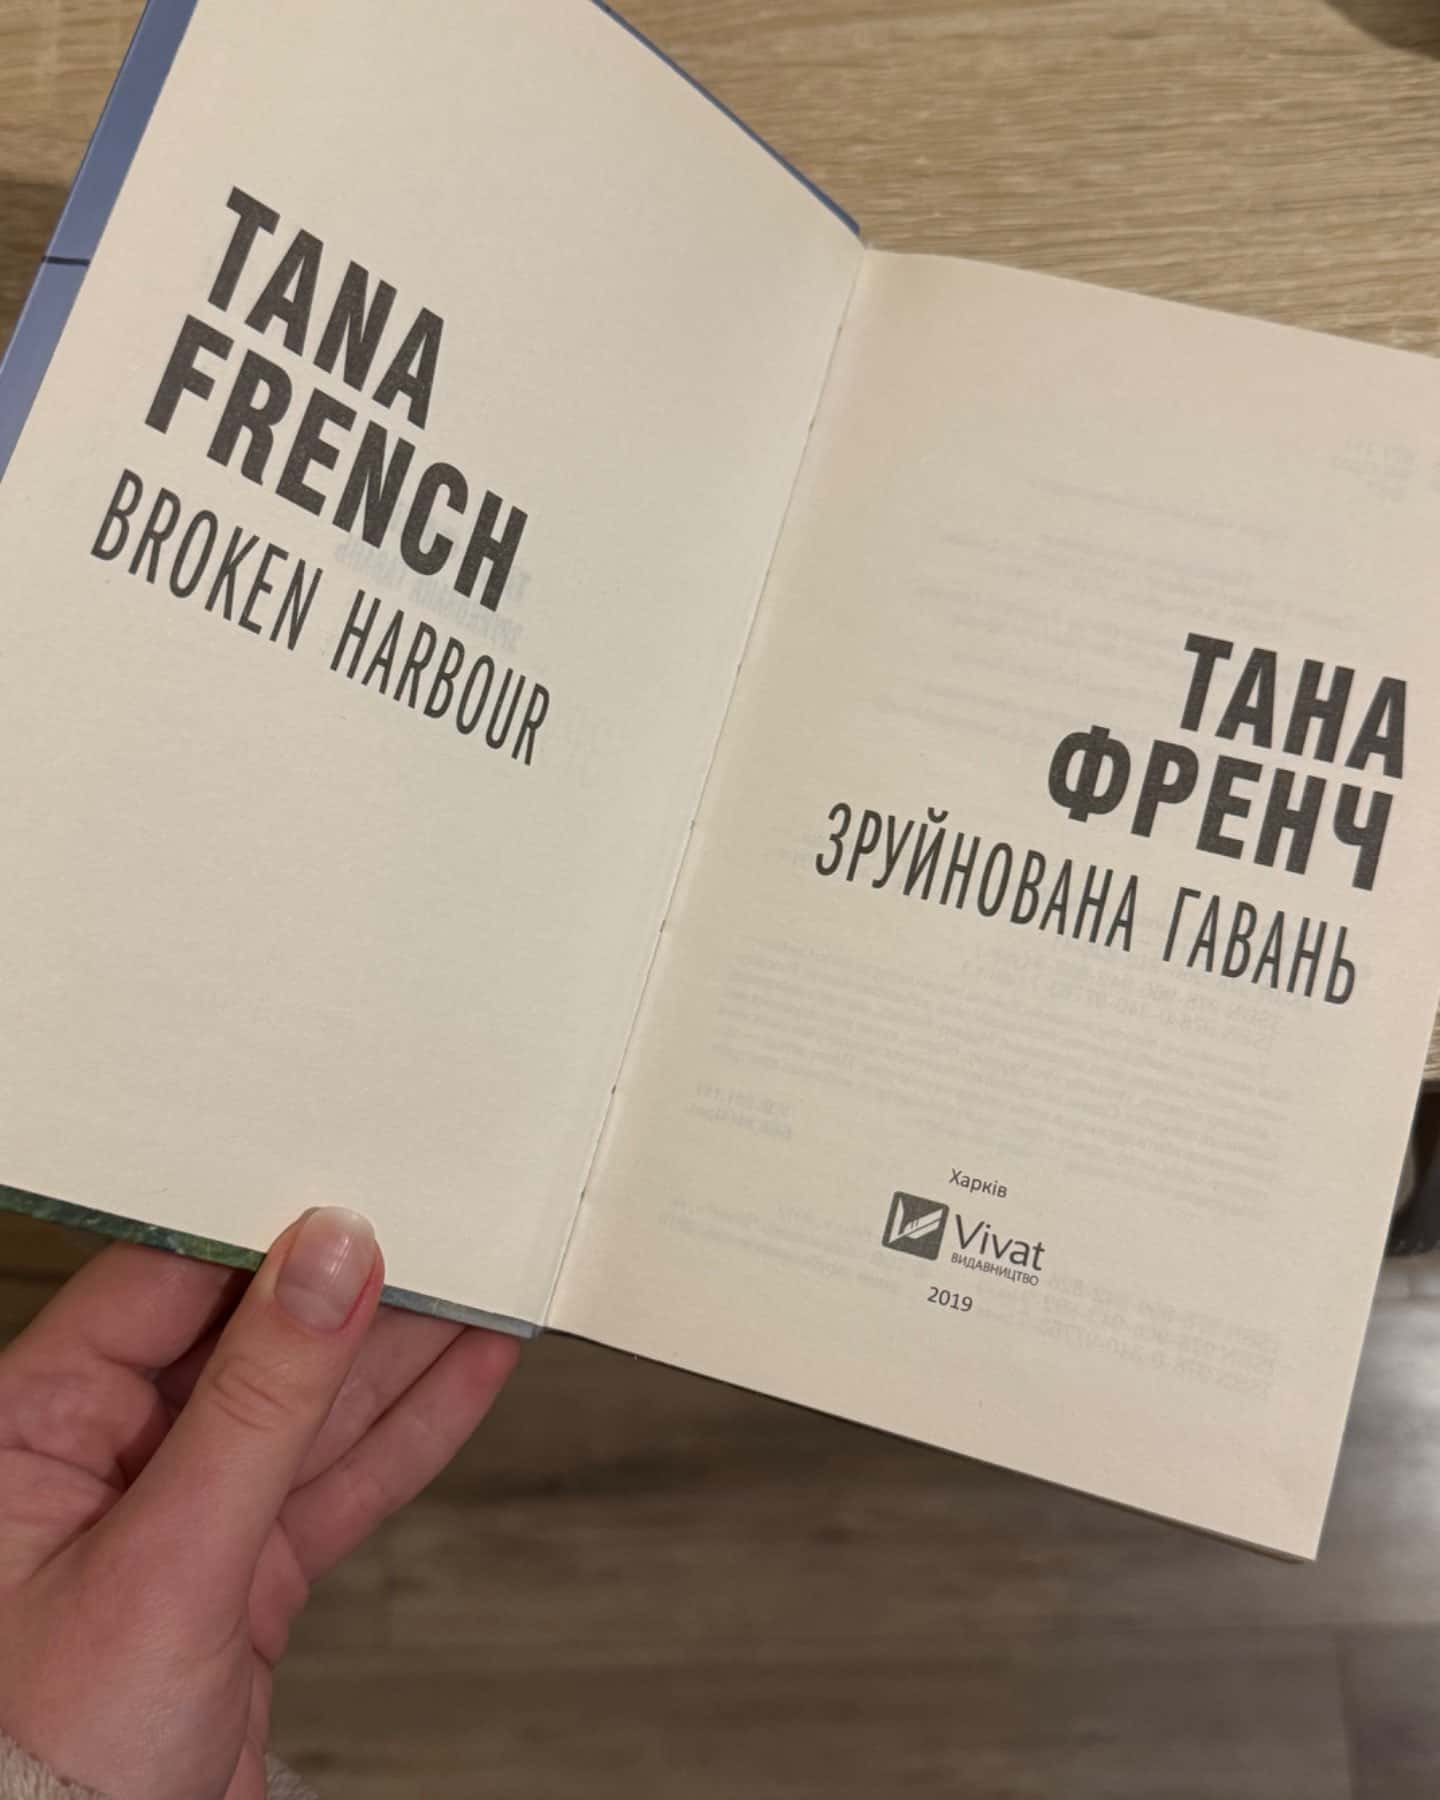 TANA
FRENCH
BROKEN HARBOUR
ТАНА
ФРЕНЧ
ЗРУЙНОВАНА ГАВАНЬ
Харків
Vivat
ВИДАВНИЦТВО
2019